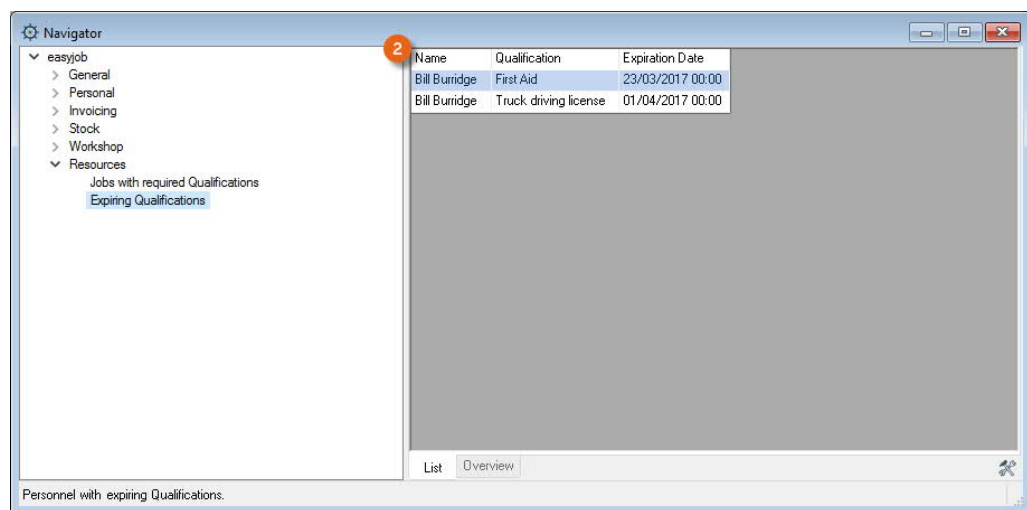 Navigator
easyjob
General
Personal
Invoicing
Stock
Workshop
Resources
Jobs with required Qualifications
Expiring Qualifications
2
Name Qualification Expiration Date
Bill Burridge First Aid 23/03/2017 00:00
Bill Burridge Truck driving license 01/04/2017 00:00
List Overview
Personnel with expiring Qualifications.